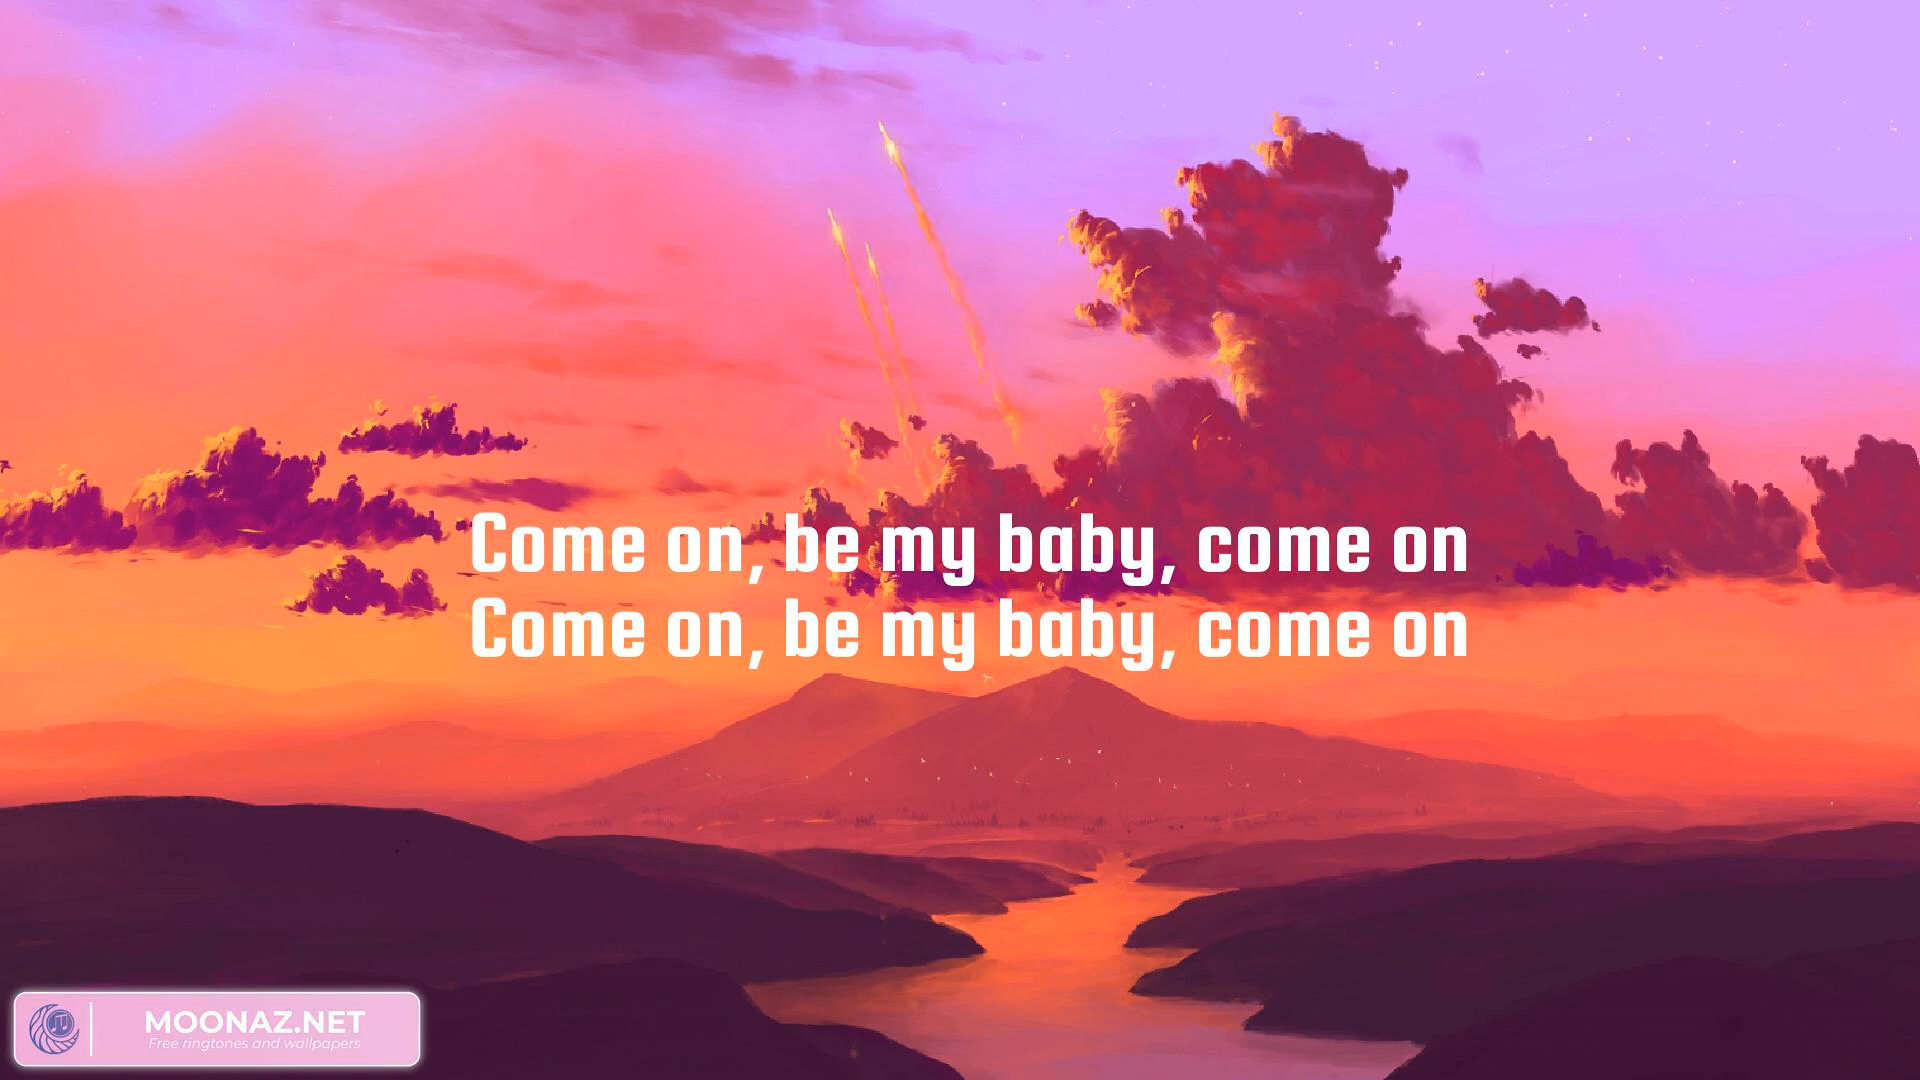 Come on, be my baby, come on
Come on, be my baby, come on
MOONAZ.NET
Free ringtones and wallpapers